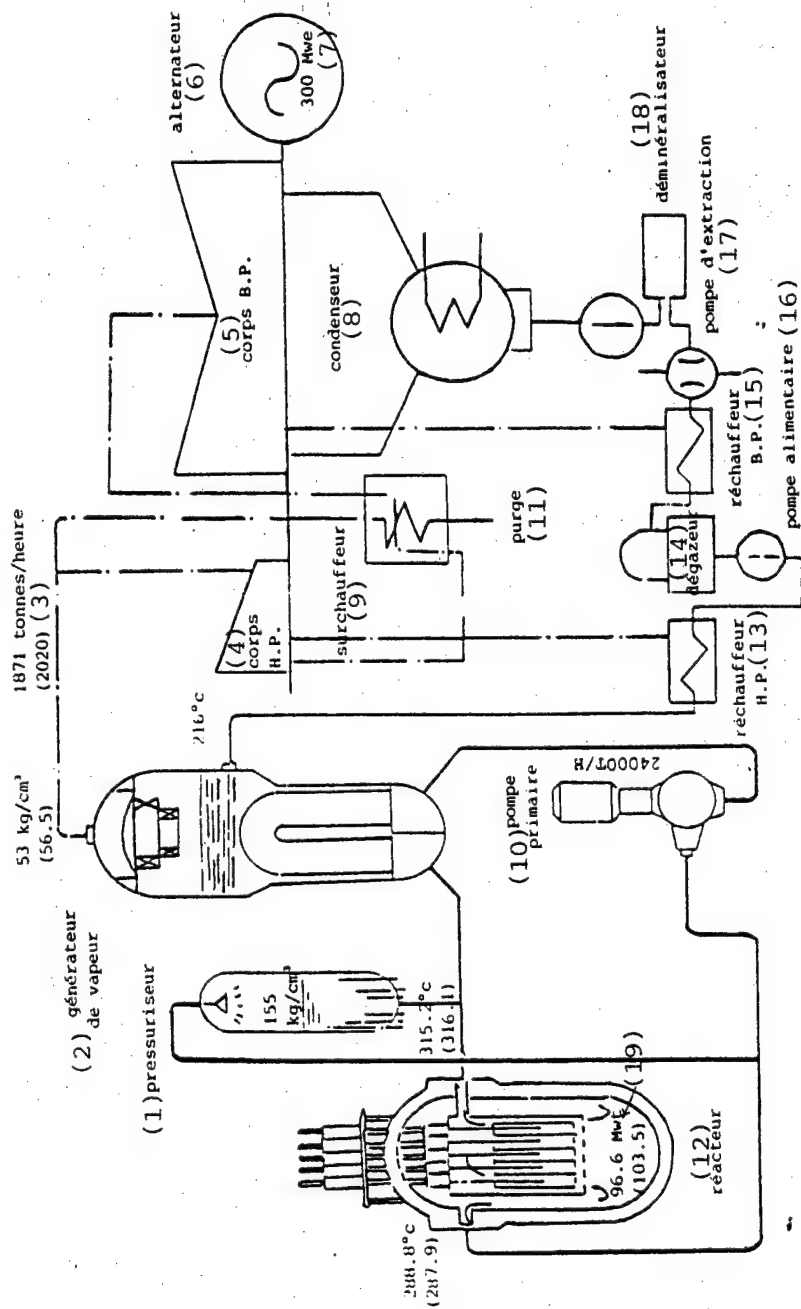 53 kg/cm³
(56.5)
1871 tonnes/heure
(2020) (3)
(2) générateur
de vapeur
(1) pressuriseur
155
kg/cm³
216°c
(4)
corps
H.P.
(5)
corps B.P.
alternateur
(6)
300 Mwe
(7)
surchauffeur
(9)
condenseur
(8)
purge
(11)
288.8°c
(287.9)
315.2°c
(316.1)
96.6 Mwt
(103.5)
(19)
(12)
réacteur
(10) pompe
primaire
24000T/H
réchauffeur
H.P.(13)
(14)
dégazeur
réchauffeur
B.P.(15)
pompe alimentaire (16)
pompe d'extraction
(17)
(18)
déminéralisateur